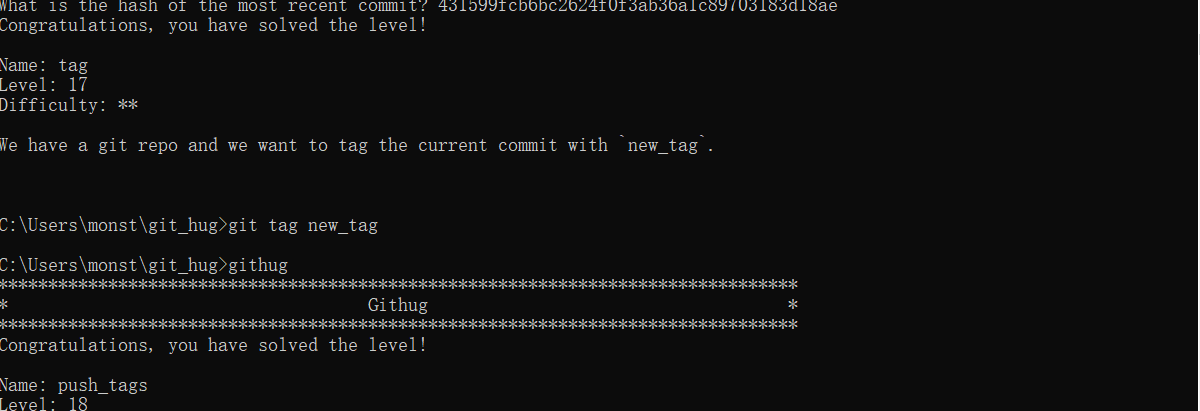 What is the hash of the most recent commit? 431599fcb6bc2624f0f3ab36a1c89703183d18ae
Congratulations, you have solved the level!
Name: tag
Level: 17
Difficulty: **
We have a git repo and we want to tag the current commit with `new_tag`.
C:\Users\monst\git_hug>git tag new_tag
C:\Users\monst\git_hug>githug
********************************************************************************
* Githug *
********************************************************************************
Congratulations, you have solved the level!
Name: push_tags
Level: 18